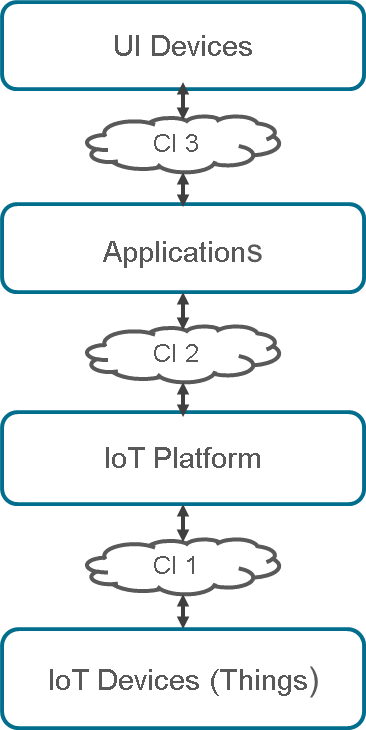 UI Devices
CI 3
Applications
CI 2
IoT Platform
CI 1
IoT Devices (Things)